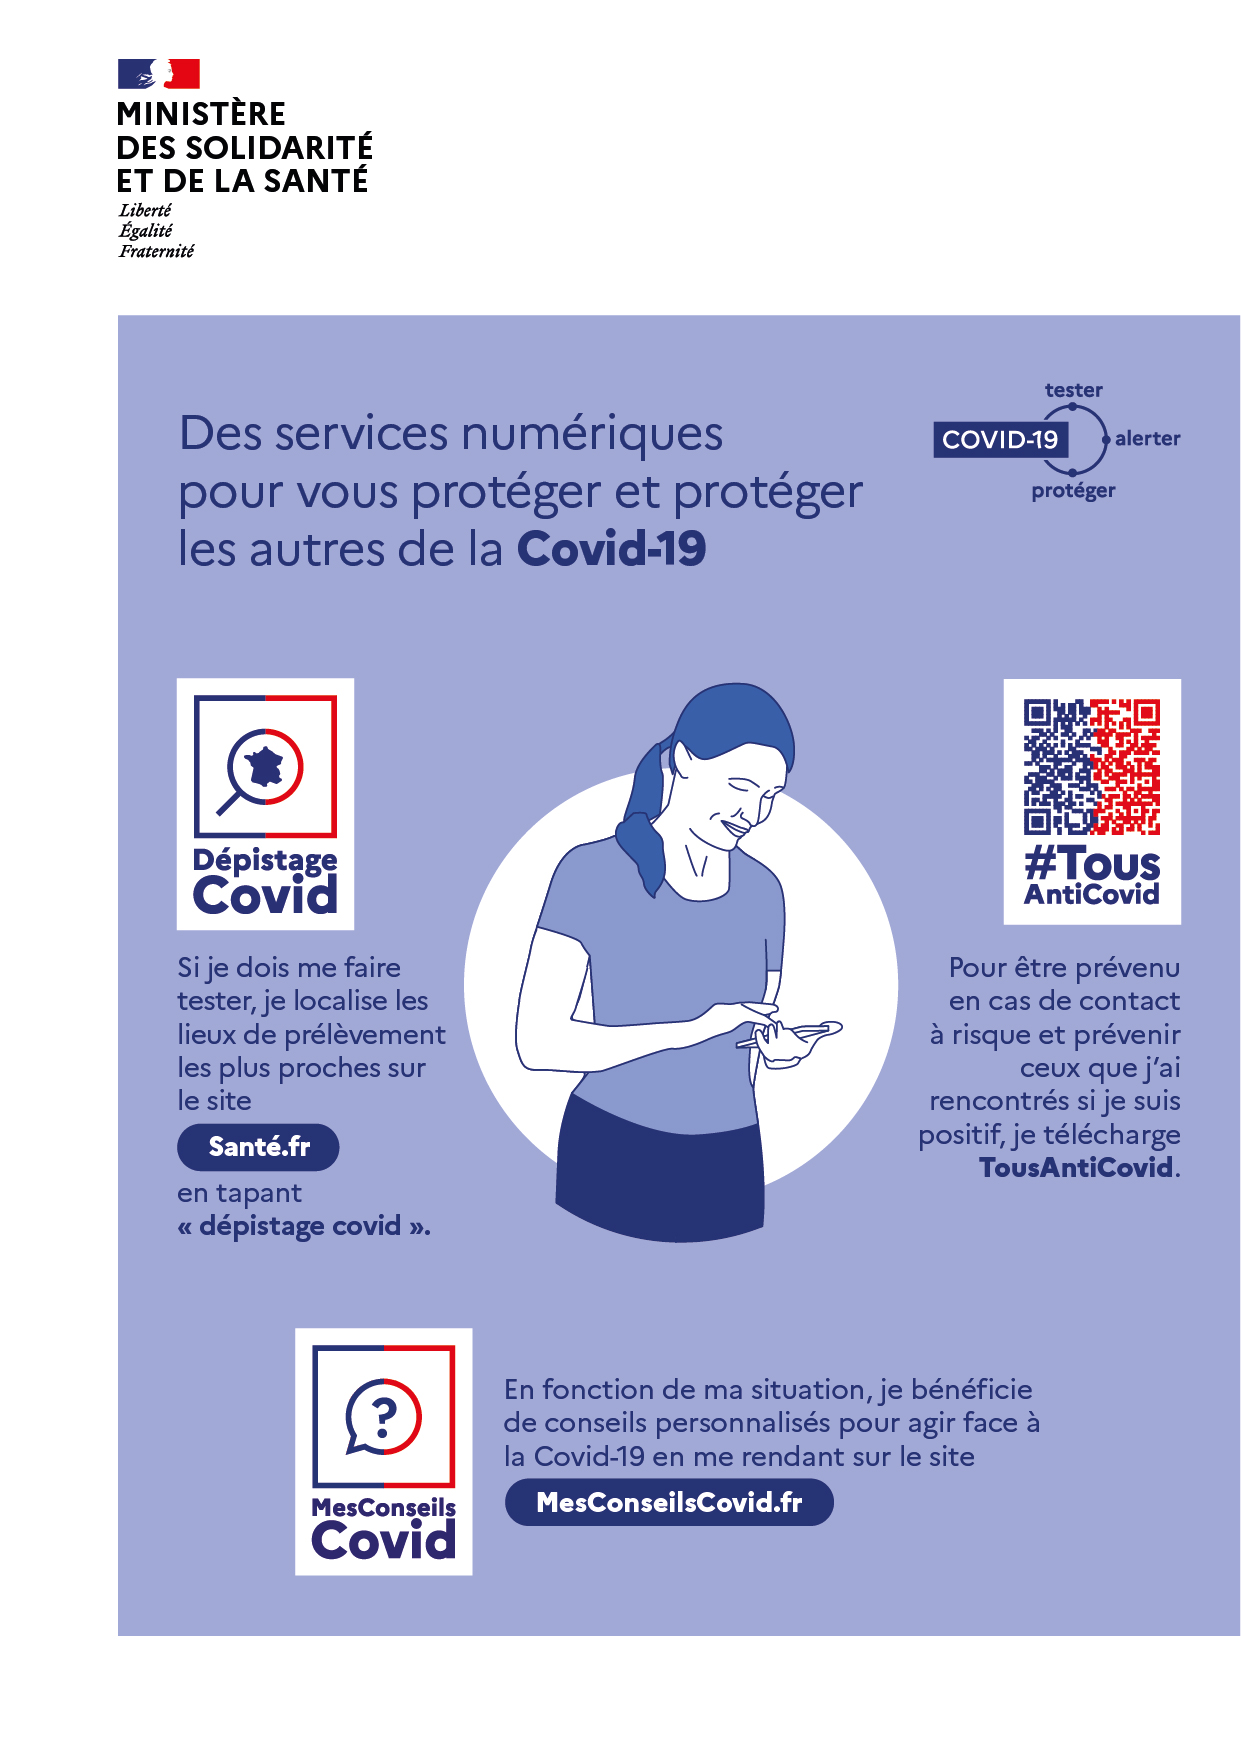 MINISTÈRE
DES SOLIDARITÉ
ET DE LA SANTÉ
Liberté
Égalité
Fraternité
Des services numériques
pour vous protéger et protéger
les autres de la Covid-19
tester
COVID-19
alerter
protéger
Dépistage
Covid
Si je dois me faire
tester, je localise les
lieux de prélèvement
les plus proches sur
le site
Santé.fr
en tapant
« dépistage covid ».
#Tous
AntiCovid
Pour être prévenu
en cas de contact
à risque et prévenir
ceux que j’ai
rencontrés si je suis
positif, je télécharge
TousAntiCovid.
?
MesConseils
Covid
En fonction de ma situation, je bénéficie
de conseils personnalisés pour agir face à
la Covid-19 en me rendant sur le site
MesConseilsCovid.fr